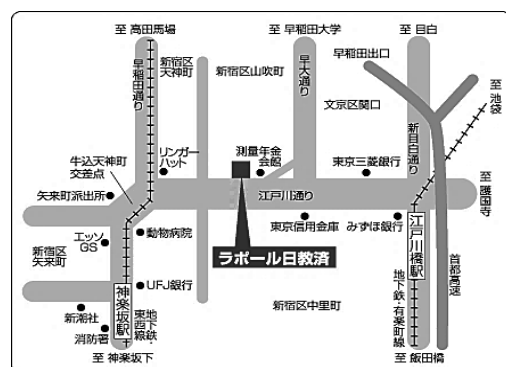 至 高田馬場
至 早稲田大学
至 目白
早稲田出口
新宿区
天神町
新宿区山吹町
早稲田通り
早大通り
文京区関口
新目白通り
至 池袋
牛込天神町
交差点
リンガー
ハット
測量年金
会館
東京三菱銀行
至 護国寺
矢来町派出所
江戸川通り
エッソ
GS
動物病院
東京信用金庫
みずほ銀行
江戸川橋駅
新宿区
矢来町
ラポール日教済
首都高速
神楽坂駅
UFJ銀行
地下鉄・
東西線
新宿区中里町
地下鉄・有楽町線
新潮社
消防署
至 神楽坂下
至 飯田橋